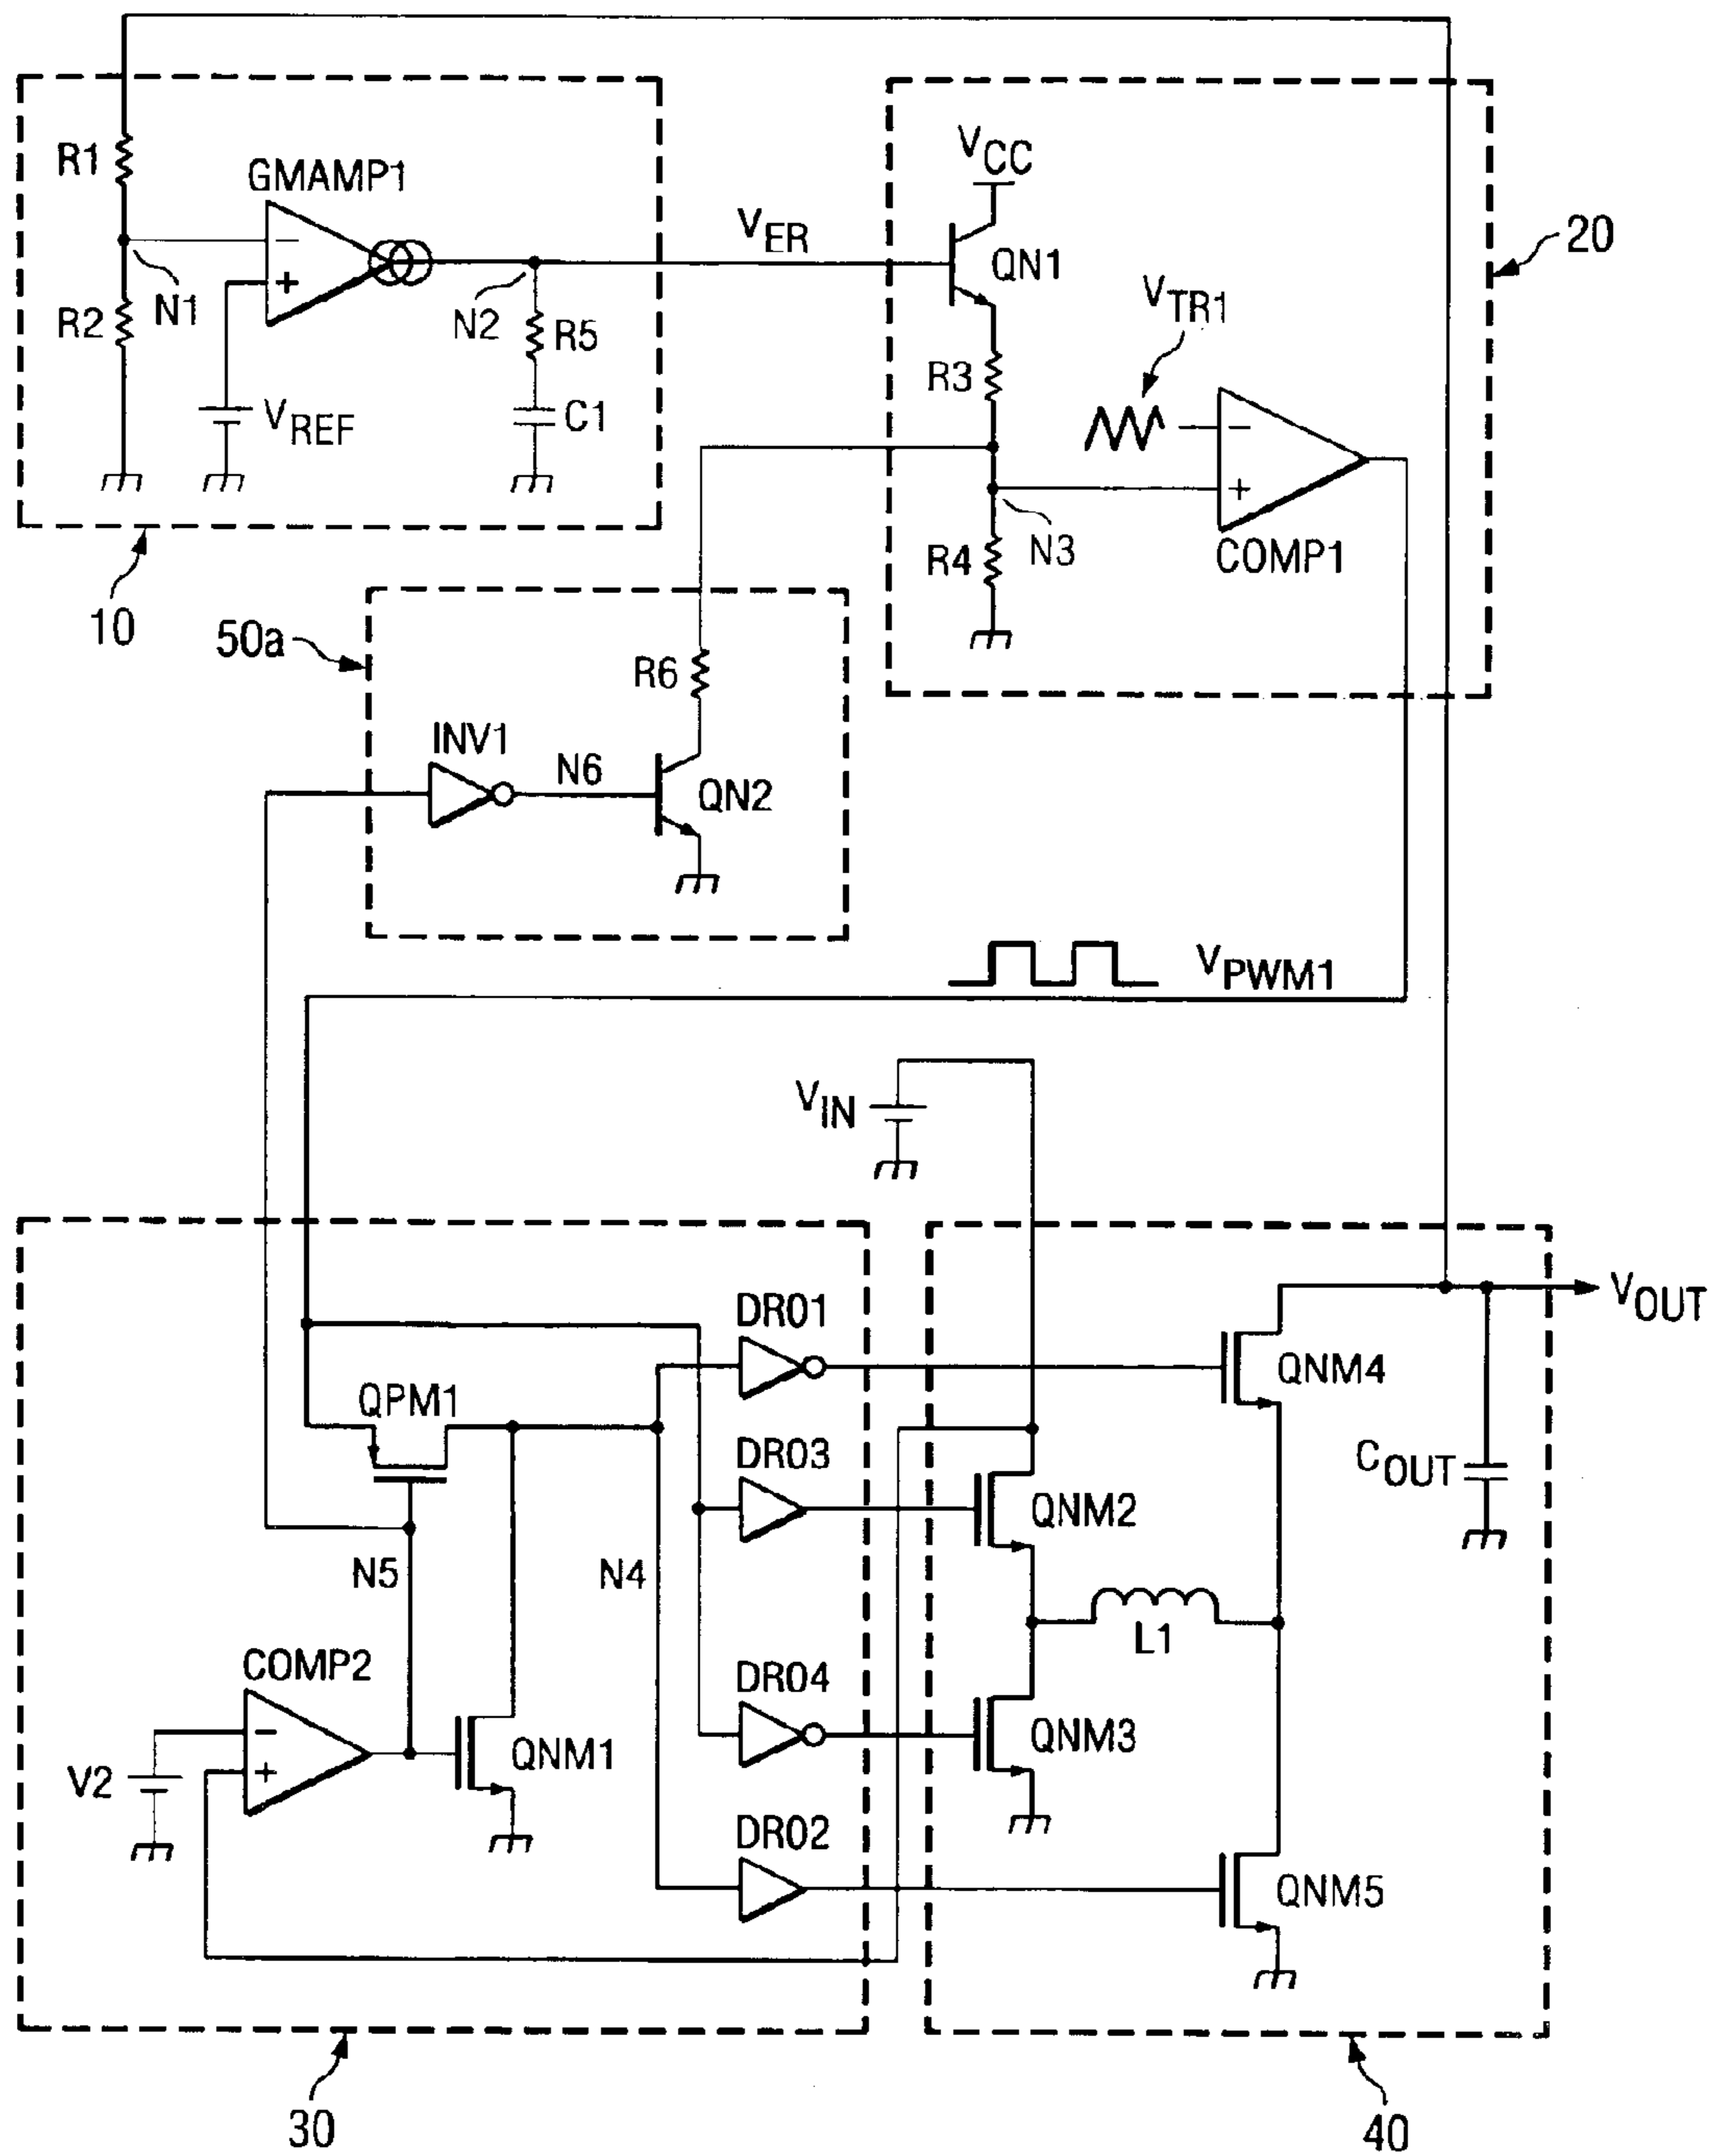 R1
GMAMP1
VER
VCC
QN1
20
N1
R2
VREF
N2
R5
C1
R3
VTR1
N3
R4
COMP1
10
50a
R6
INV1
N6
QN2
VPWM1
VIN
DR01
VOUT
QNM4
QPM1
DR03
QNM2
COUT
N5
N4
L1
COMP2
DR04
QNM3
QNM1
V2
DR02
QNM5
30
40